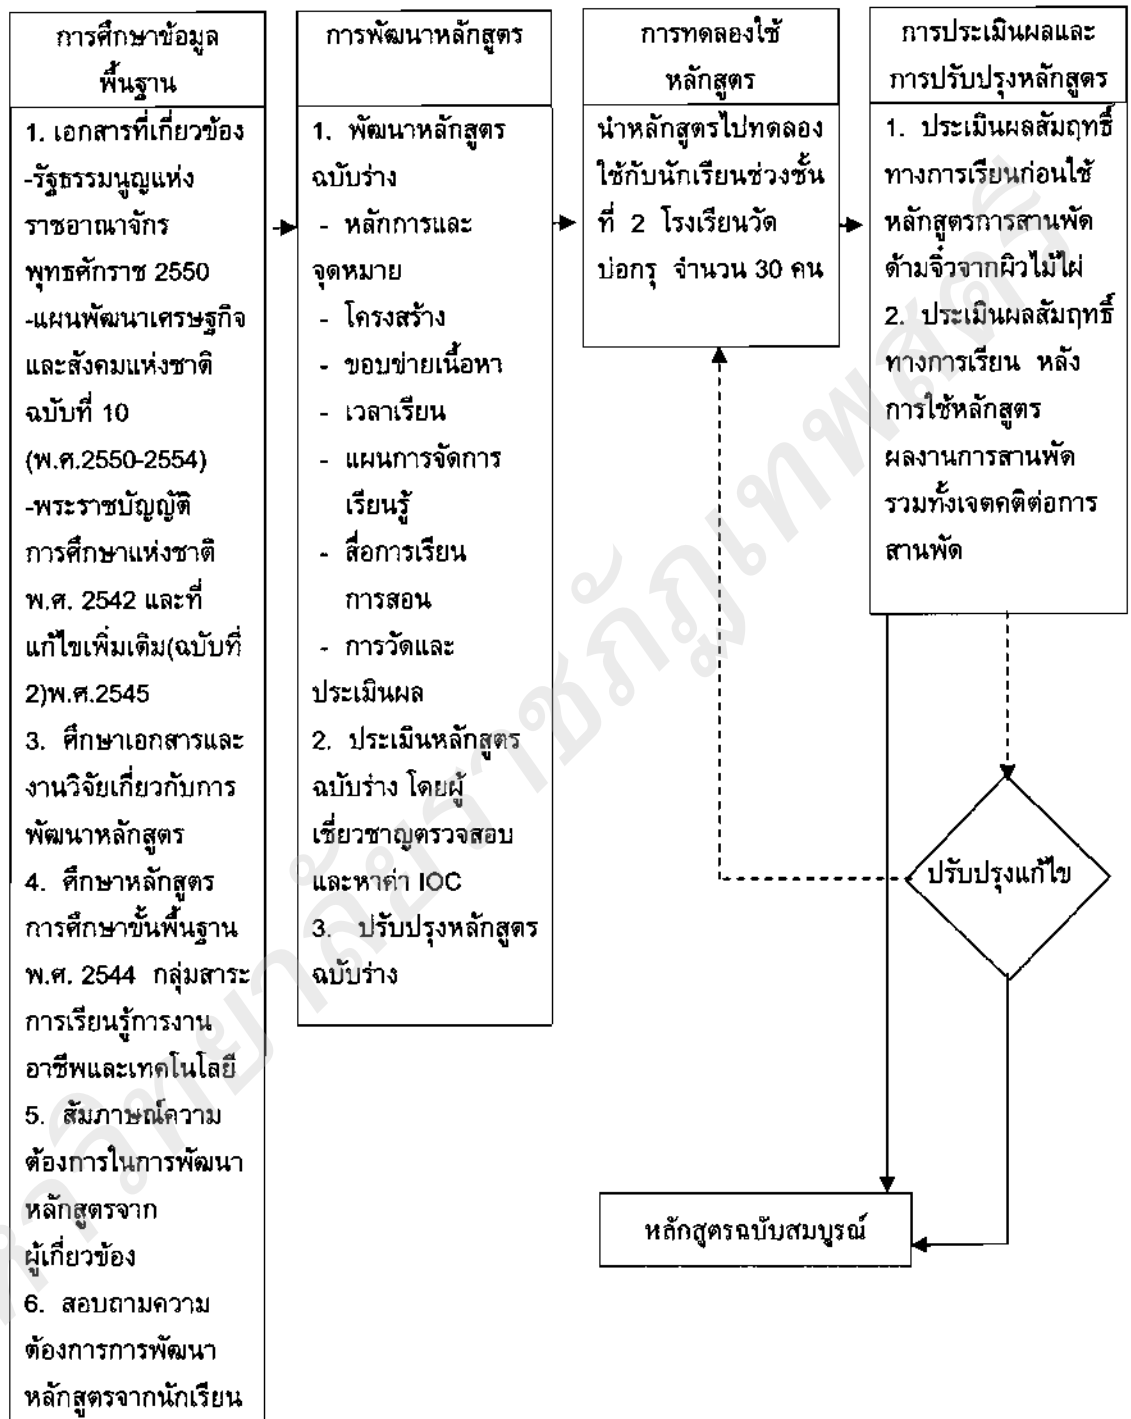 การศึกษาข้อมูล
พื้นฐาน
1. เอกสารที่เกี่ยวข้อง
-รัฐธรรมนูญแห่ง
ราชอาณาจักร
พุทธศักราช 2550
-แผนพัฒนาเศรษฐกิจ
และสังคมแห่งชาติ
ฉบับที่ 10
(พ.ศ.2550-2554)
-พระราชบัญญัติ
การศึกษาแห่งชาติ
พ.ศ. 2542 และที่
แก้ไขเพิ่มเติม(ฉบับที่
2)พ.ศ.2545
3. ศึกษาเอกสารและ
งานวิจัยเกี่ยวกับการ
พัฒนาหลักสูตร
4. ศึกษาหลักสูตร
การศึกษาขั้นพื้นฐาน
พ.ศ. 2544 กลุ่มสาระ
การเรียนรู้การงาน
อาชีพและเทคโนโลยี
5. สัมภาษณ์ความ
ต้องการในการพัฒนา
หลักสูตรจาก
ผู้เกี่ยวข้อง
6. สอบถามความ
ต้องการการพัฒนา
หลักสูตรจากนักเรียน
การพัฒนาหลักสูตร
1. พัฒนาหลักสูตร
ฉบับร่าง
- หลักการและ
จุดหมาย
- โครงสร้าง
- ขอบข่ายเนื้อหา
- เวลาเรียน
- แผนการจัดการ
เรียนรู้
- สื่อการเรียน
การสอน
- การวัดและ
ประเมินผล
2. ประเมินหลักสูตร
ฉบับร่าง โดยผู้
เชี่ยวชาญตรวจสอบ
และหาค่า IOC
3. ปรับปรุงหลักสูตร
ฉบับร่าง
การทดลองใช้
หลักสูตร
นำหลักสูตรไปทดลอง
ใช้กับนักเรียนช่วงชั้น
ที่ 2 โรงเรียนวัด
บ่อกรุ จำนวน 30 คน
การประเมินผลและ
การปรับปรุงหลักสูตร
1. ประเมินผลสัมฤทธิ์
ทางการเรียนก่อนใช้
หลักสูตรการสานพัด
ด้ามจิ๋วจากผิวไม้ไผ่
2. ประเมินผลสัมฤทธิ์
ทางการเรียน หลัง
การใช้หลักสูตร
ผลงานการสานพัด
รวมทั้งเจตคติต่อการ
สานพัด
ปรับปรุงแก้ไข
หลักสูตรฉบับสมบูรณ์